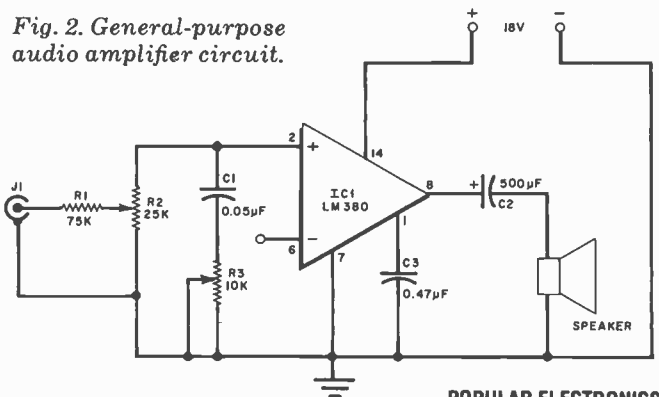 Fig. 2. General-purpose
audio amplifier circuit.
+
18V
−
2
+
14
J1
R1
75K
R2
25K
C1
0.05µF
IC1
LM380
8
+
500µF
C2
6
−
7
1
R3
10K
C3
0.47µF
SPEAKER
POPULAR ELECTRONICS